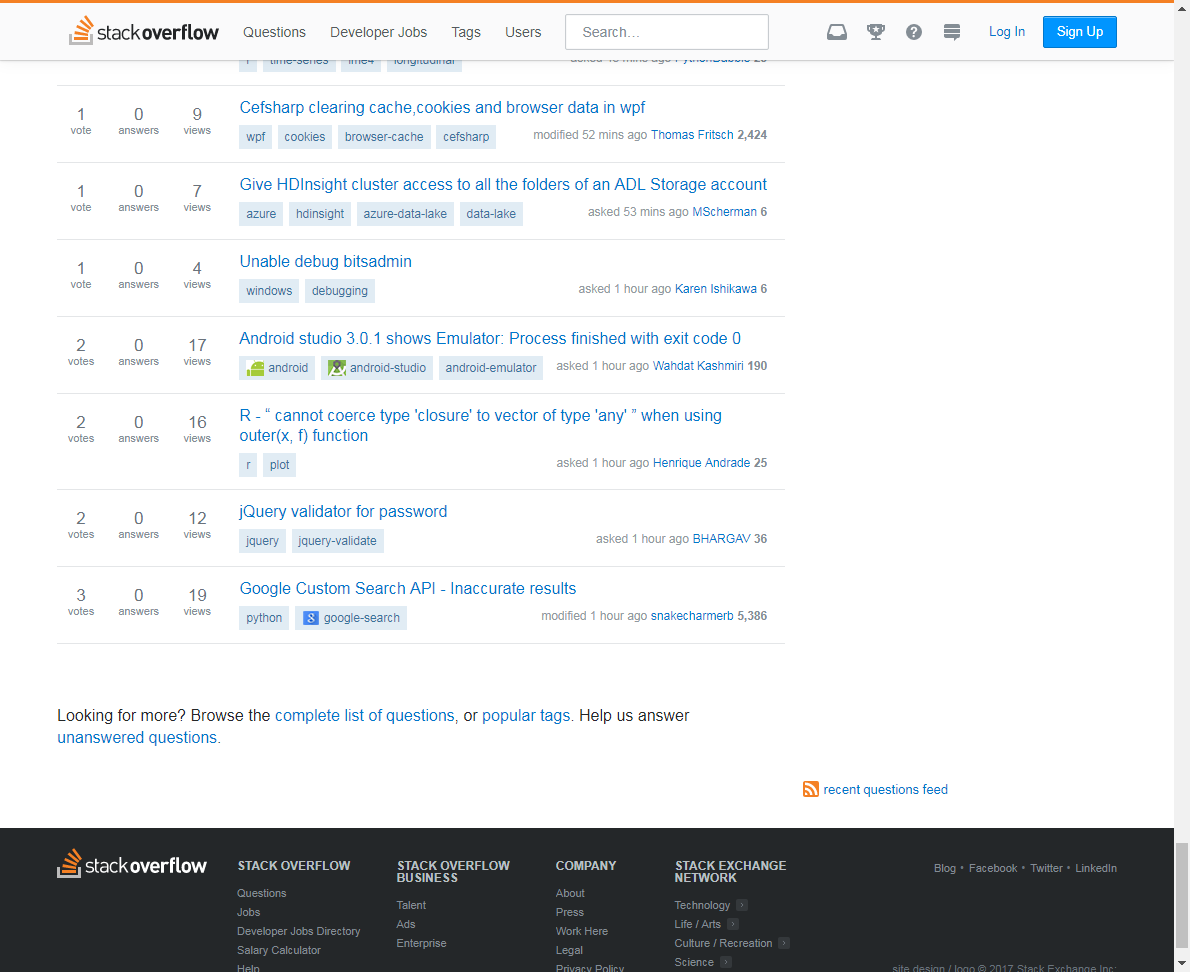 stackoverflow Questions Developer Jobs Tags Users Search... Log In Sign Up
r time-series lme4 longitudinal
1 0 9 Cefsharp clearing cache,cookies and browser data in wpf
vote answers views
wpf cookies browser-cache cefsharp modified 52 mins ago Thomas Fritsch 2,424
1 0 7 Give HDInsight cluster access to all the folders of an ADL Storage account
vote answers views
azure hdinsight azure-data-lake data-lake asked 53 mins ago MScherman 6
1 0 4 Unable debug bitsadmin
vote answers views
windows debugging asked 1 hour ago Karen Ishikawa 6
2 0 17 Android studio 3.0.1 shows Emulator: Process finished with exit code 0
votes answers views
android android-studio android-emulator asked 1 hour ago Wahdat Kashmiri 190
2 0 16 R - “ cannot coerce type 'closure' to vector of type 'any' ” when using
votes answers views outer(x, f) function
r plot asked 1 hour ago Henrique Andrade 25
2 0 12 jQuery validator for password
votes answers views
jquery jquery-validate asked 1 hour ago BHARGAV 36
3 0 19 Google Custom Search API - Inaccurate results
votes answers views
python google-search modified 1 hour ago snakecharmerb 5,386
Looking for more? Browse the complete list of questions, or popular tags. Help us answer
unanswered questions.
recent questions feed
stackoverflow
STACK OVERFLOW
Questions
Jobs
Developer Jobs Directory
Salary Calculator
Help
STACK OVERFLOW
BUSINESS
Talent
Ads
Enterprise
COMPANY
About
Press
Work Here
Legal
Privacy Policy
STACK EXCHANGE
NETWORK
Technology
Life / Arts
Culture / Recreation
Science
Blog • Facebook • Twitter • LinkedIn
site design / logo © 2017 Stack Exchange Inc;